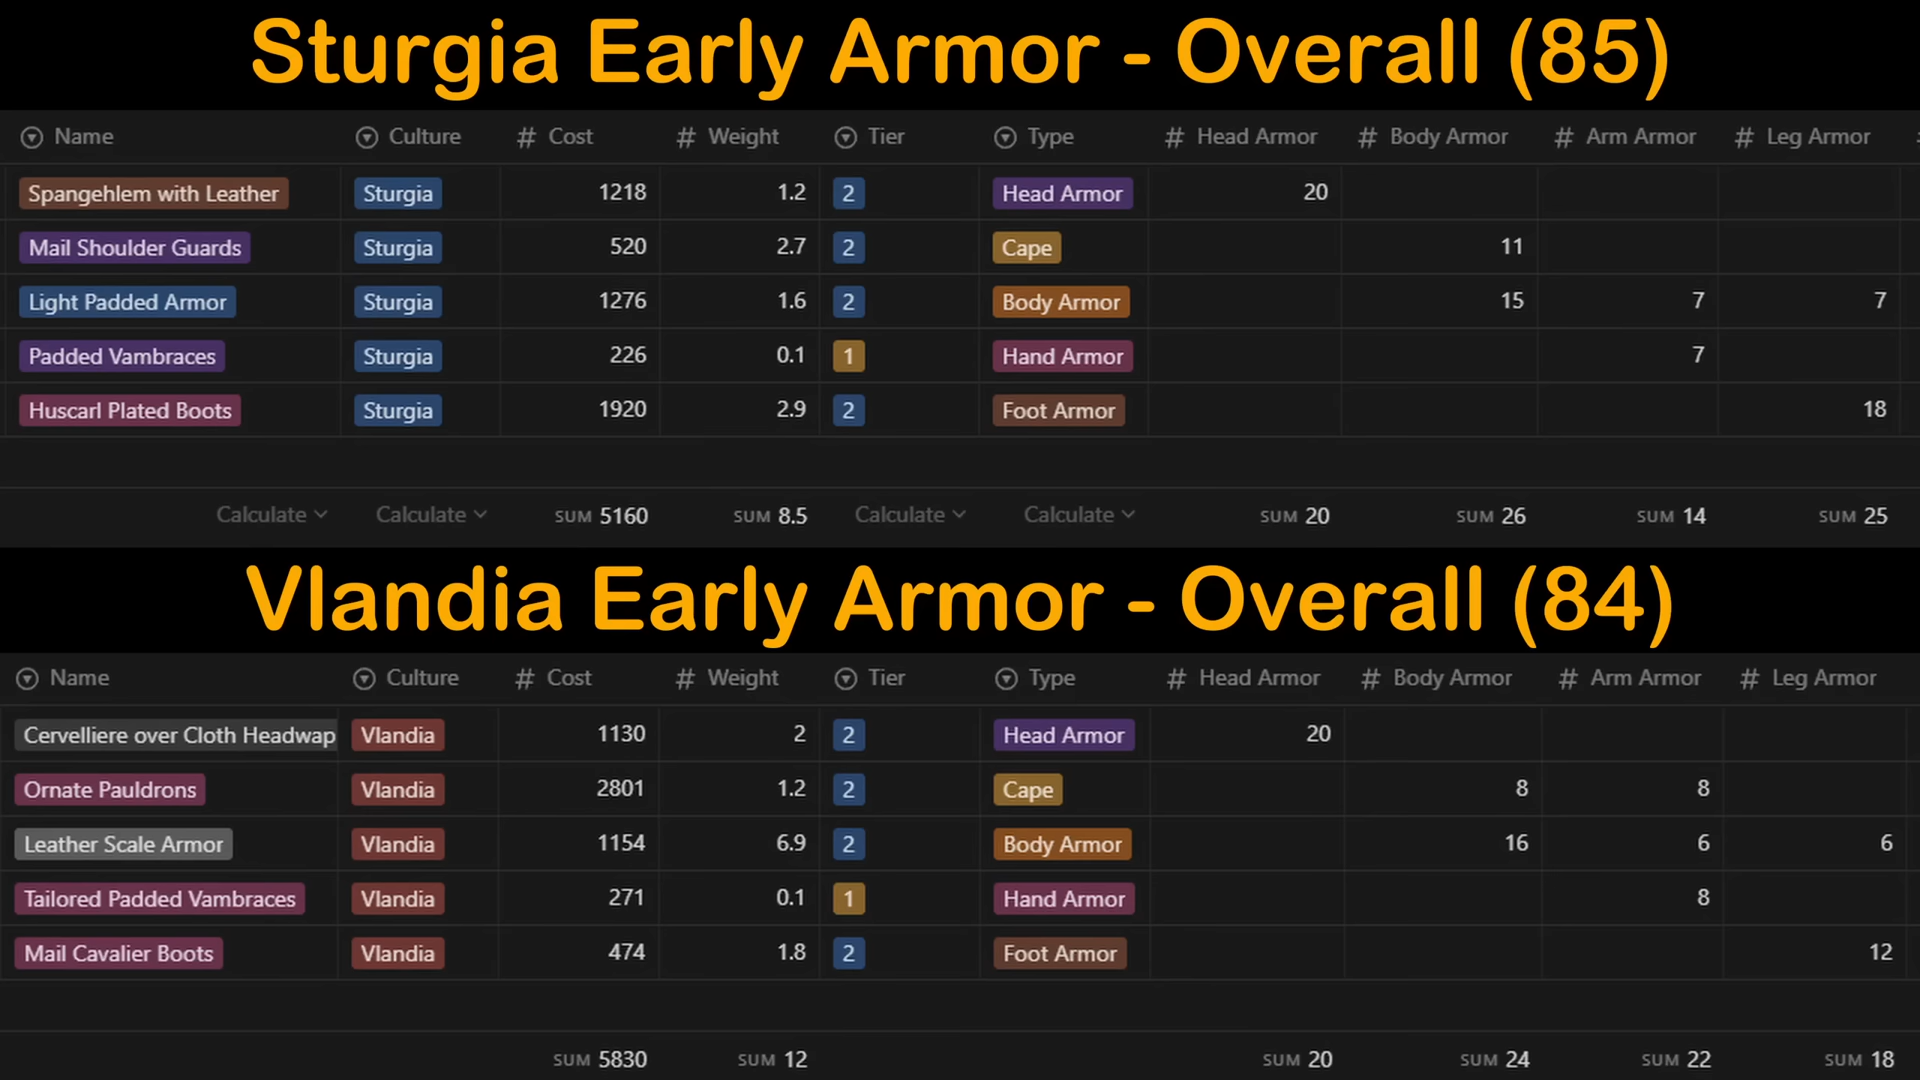 Sturgia Early Armor - Overall (85)
Name Culture # Cost # Weight Tier Type # Head Armor # Body Armor # Arm Armor # Leg Armor
Spangehlem with Leather Sturgia 1218 1.2 2 Head Armor 20
Mail Shoulder Guards Sturgia 520 2.7 2 Cape 11
Light Padded Armor Sturgia 1276 1.6 2 Body Armor 15 7 7
Padded Vambraces Sturgia 226 0.1 1 Hand Armor 7
Huscarl Plated Boots Sturgia 1920 2.9 2 Foot Armor 18
Calculate Calculate SUM 5160 SUM 8.5 Calculate Calculate SUM 20 SUM 26 SUM 14 SUM 25
Vlandia Early Armor - Overall (84)
Name Culture # Cost # Weight Tier Type # Head Armor # Body Armor # Arm Armor # Leg Armor
Cervelliere over Cloth Headwap Vlandia 1130 2 2 Head Armor 20
Ornate Pauldrons Vlandia 2801 1.2 2 Cape 8 8
Leather Scale Armor Vlandia 1154 6.9 2 Body Armor 16 6 6
Tailored Padded Vambraces Vlandia 271 0.1 1 Hand Armor 8
Mail Cavalier Boots Vlandia 474 1.8 2 Foot Armor 12
SUM 5830 SUM 12 SUM 20 SUM 24 SUM 22 SUM 18